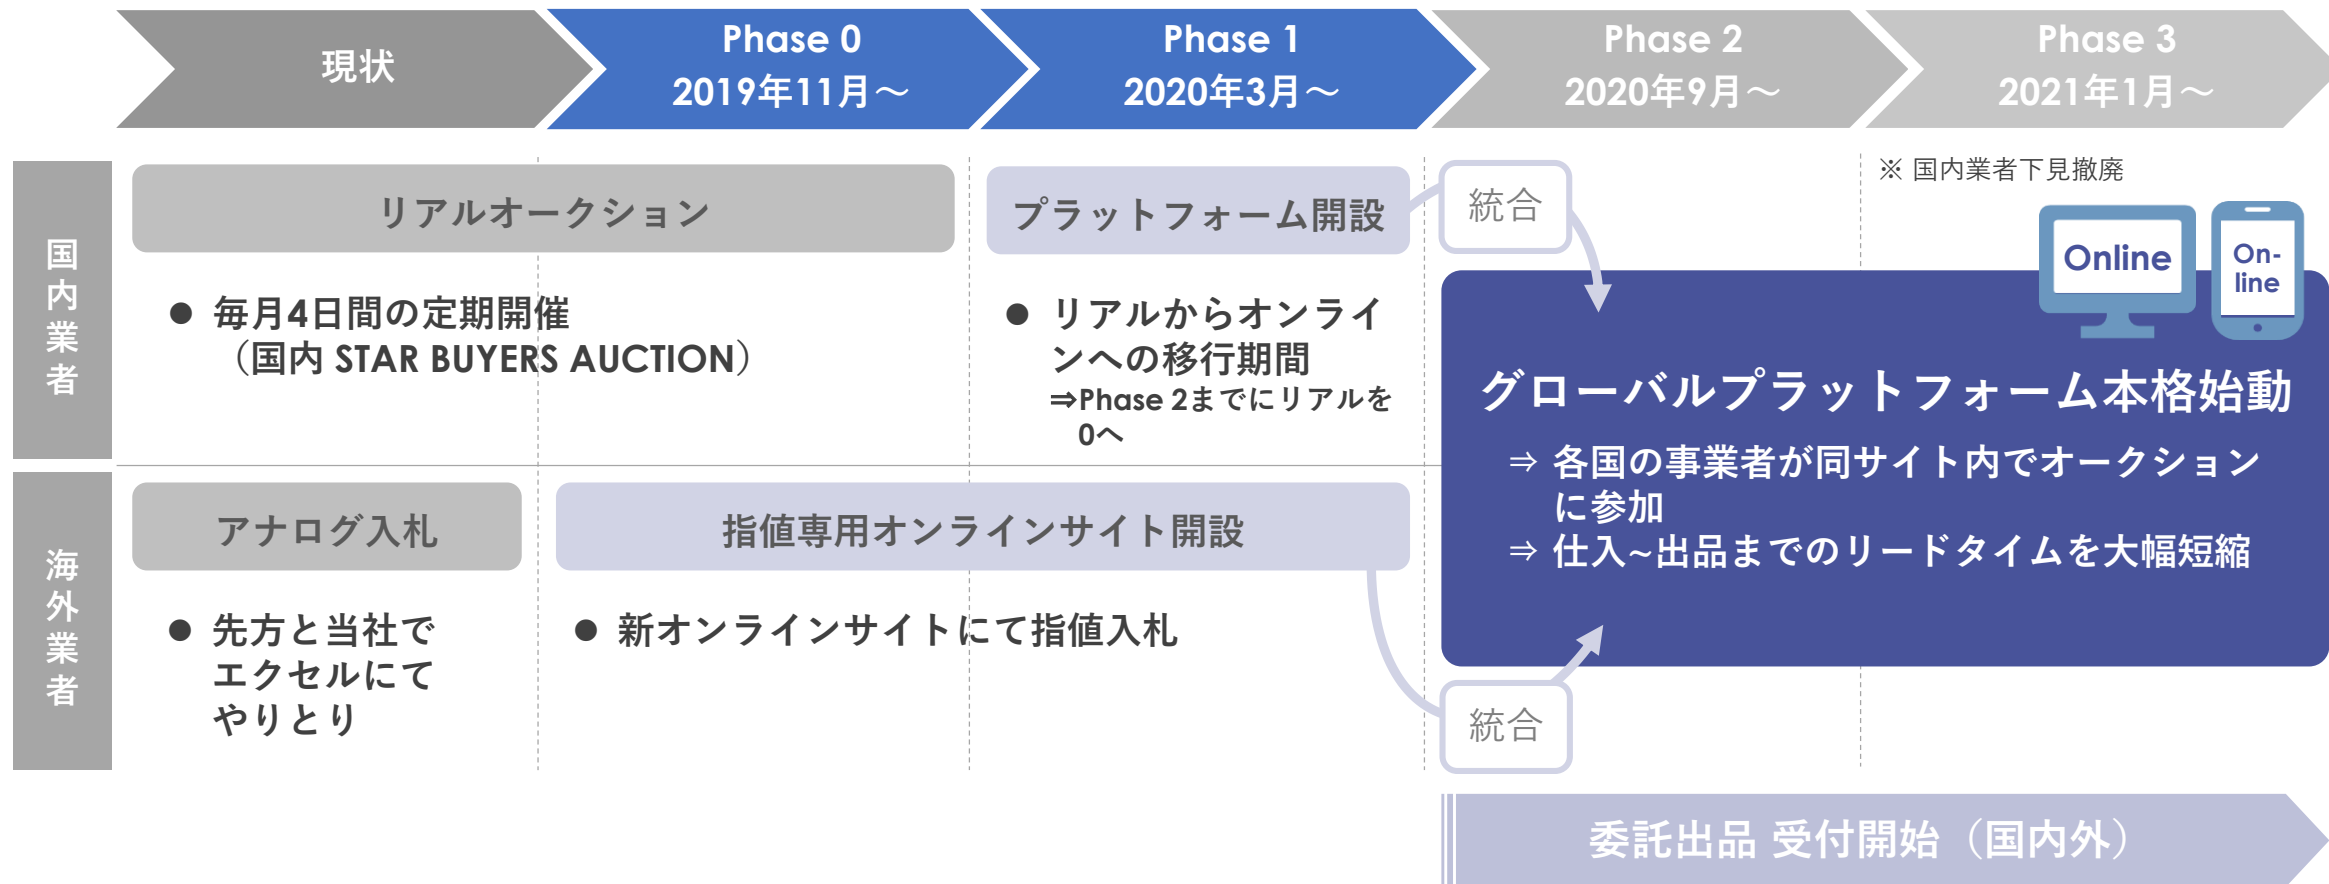 現状
Phase 0
2019年11月～
Phase 1
2020年3月～
Phase 2
2020年9月～
Phase 3
2021年1月～
国内業者
リアルオークション
● 毎月4日間の定期開催
（国内 STAR BUYERS AUCTION）
プラットフォーム開設
● リアルからオンライ
ンへの移行期間
⇒Phase 2までにリアルを
0へ
統合
※ 国内業者下見撤廃
Online
On-
line
グローバルプラットフォーム本格始動
⇒ 各国の事業者が同サイト内でオークション
に参加
⇒ 仕入~出品までのリードタイムを大幅短縮
海外業者
アナログ入札
● 先方と当社で
エクセルにて
やりとり
指値専用オンラインサイト開設
● 新オンラインサイトにて指値入札
統合
委託出品 受付開始（国内外）